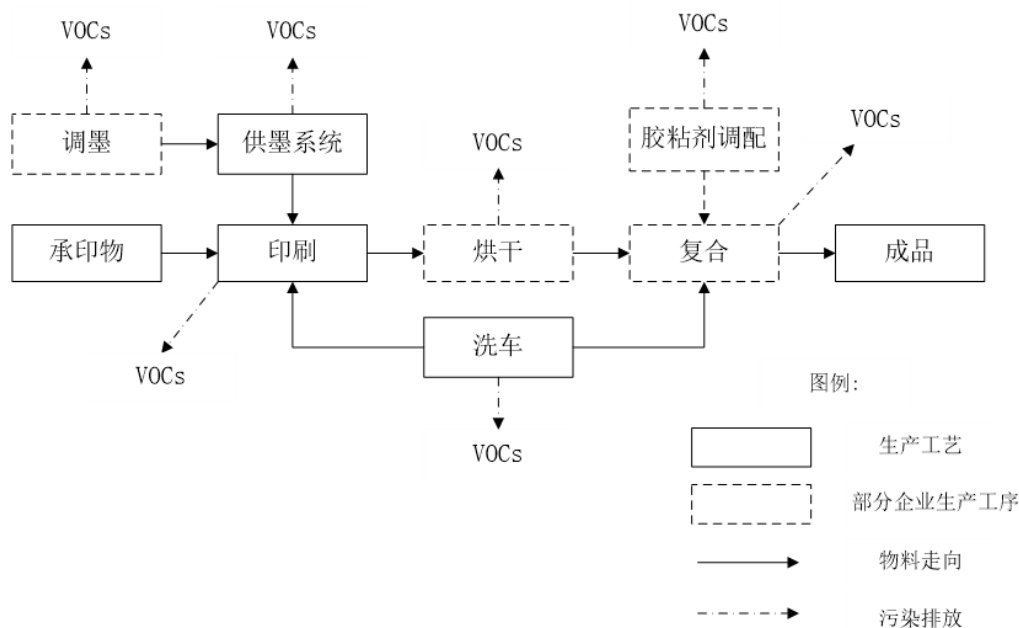 VOCs
VOCs
VOCs
调墨
供墨系统
胶粘剂调配
VOCs
VOCs
承印物
印刷
烘干
复合
成品
洗车
VOCs
图例:
VOCs
生产工艺
部分企业生产工序
物料走向
污染排放